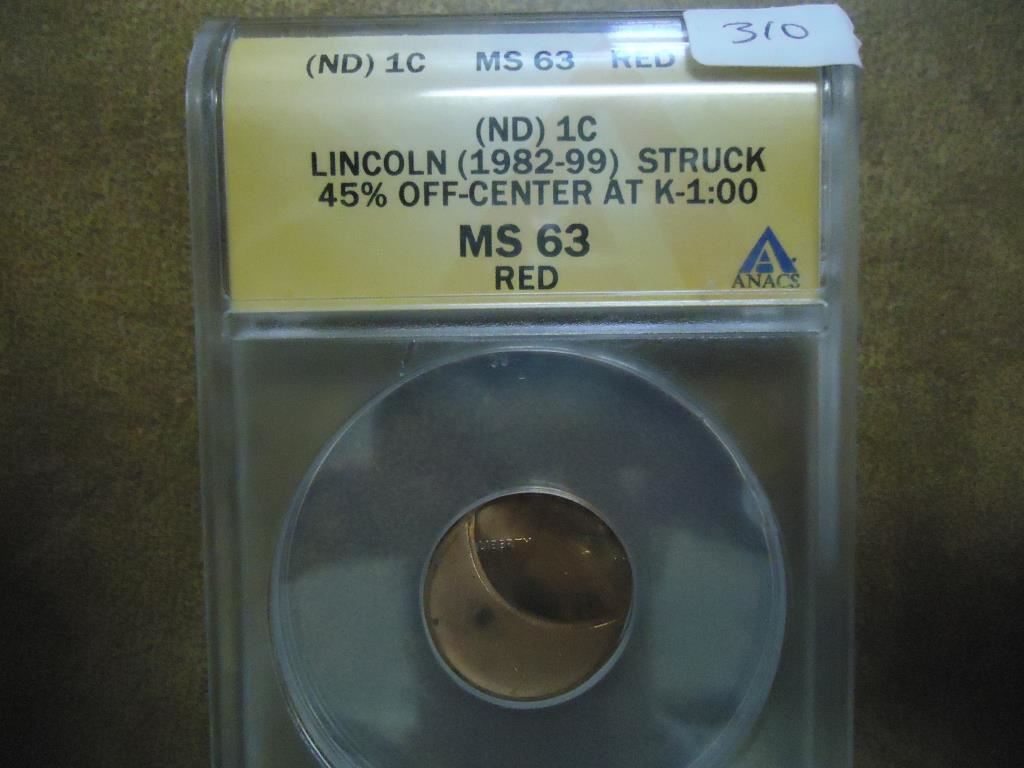 310
(ND) 1C MS 63 RED
(ND) 1C
LINCOLN (1982-99) STRUCK
45% OFF-CENTER AT K-1:00
MS 63
RED
ANACS
LIBERTY